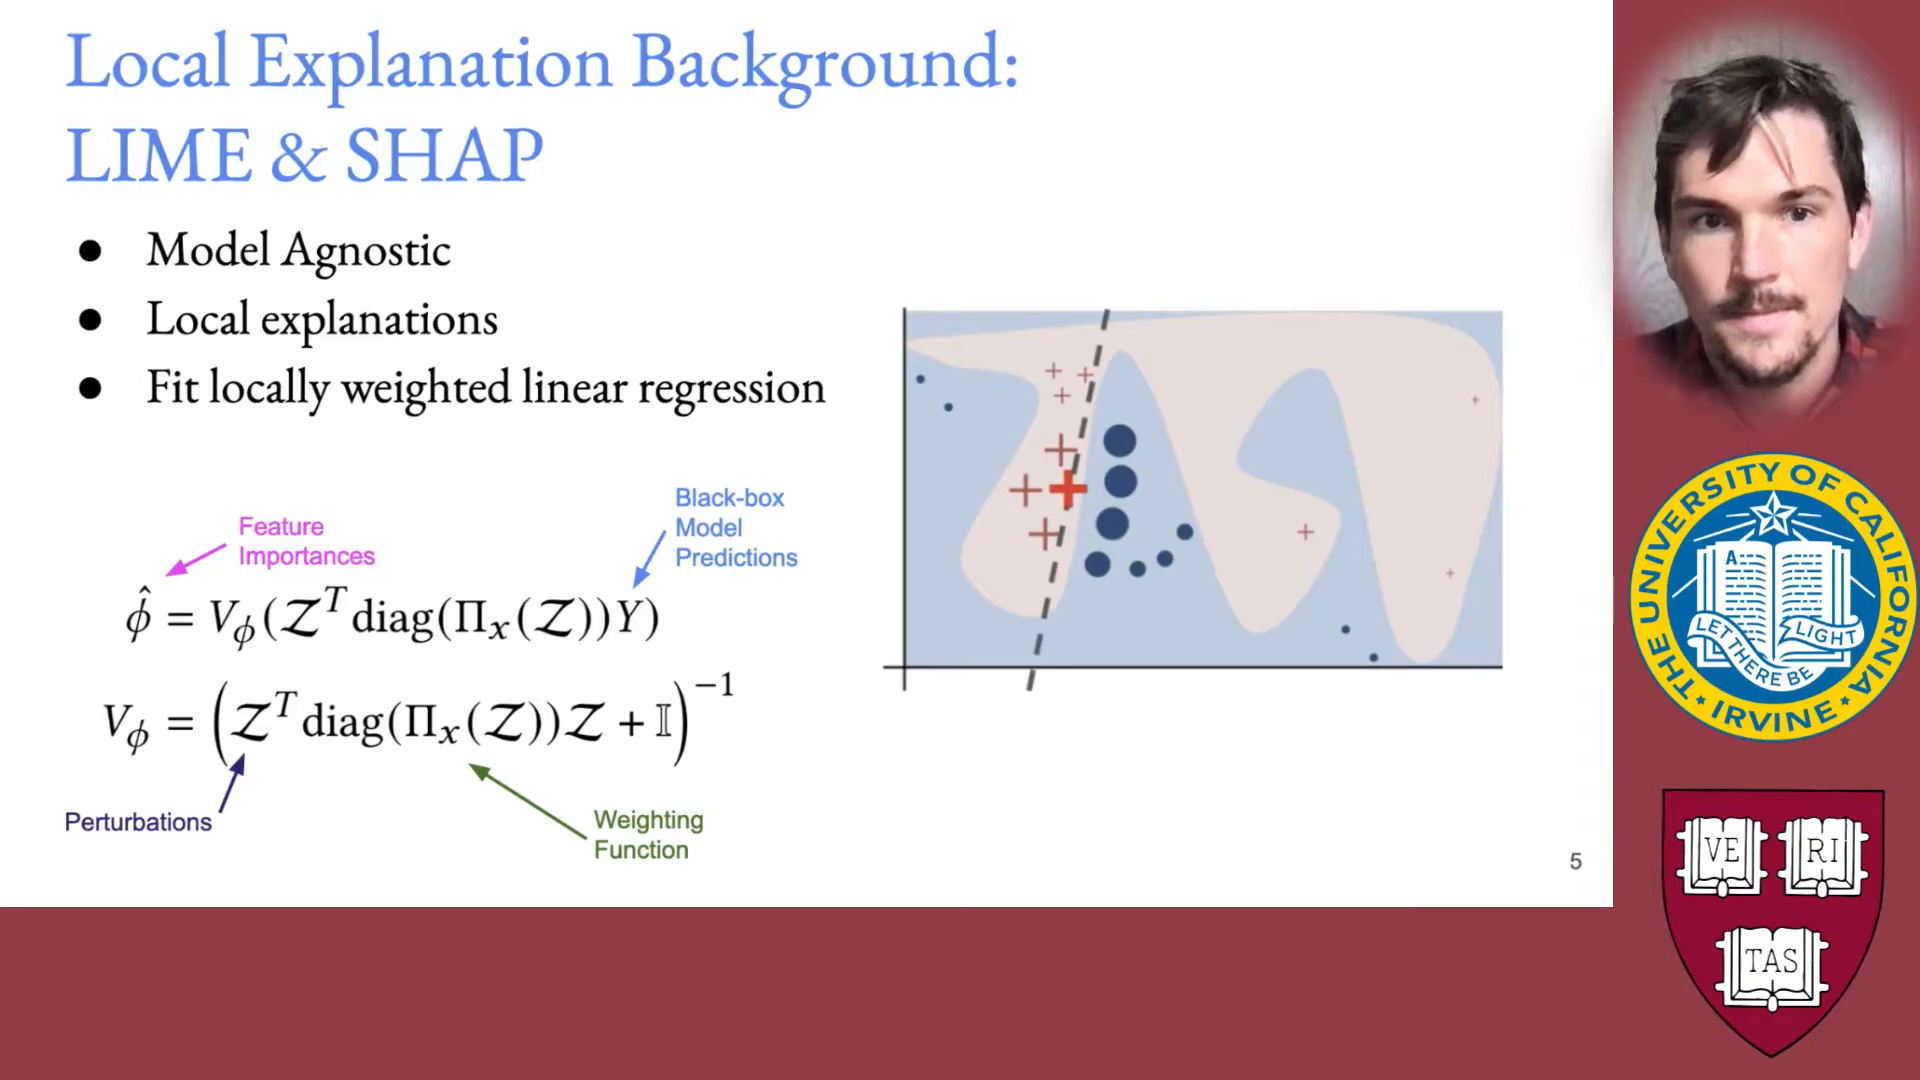 Local Explanation Background:
LIME & SHAP
● Model Agnostic
● Local explanations
● Fit locally weighted linear regression
Feature
Importances
Black-box
Model
Predictions
ϕ̂ = V_ϕ(𝒵^T diag(Π_x(𝒵))Y)
V_ϕ = (𝒵^T diag(Π_x(𝒵))𝒵 + 𝕀)^−1
Perturbations
Weighting
Function
5
THE UNIVERSITY OF CALIFORNIA
A
LET THERE BE LIGHT
IRVINE
VE RI
TAS